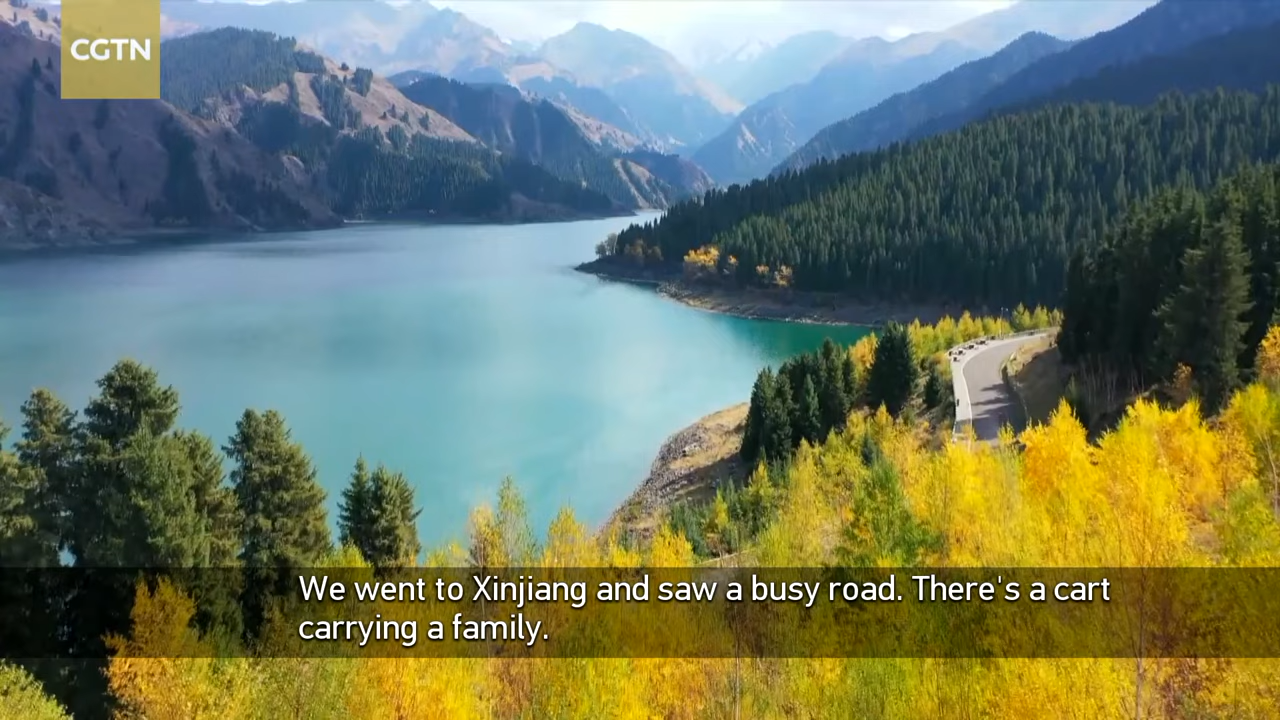 CGTN
We went to Xinjiang and saw a busy road. There's a cart
carrying a family.